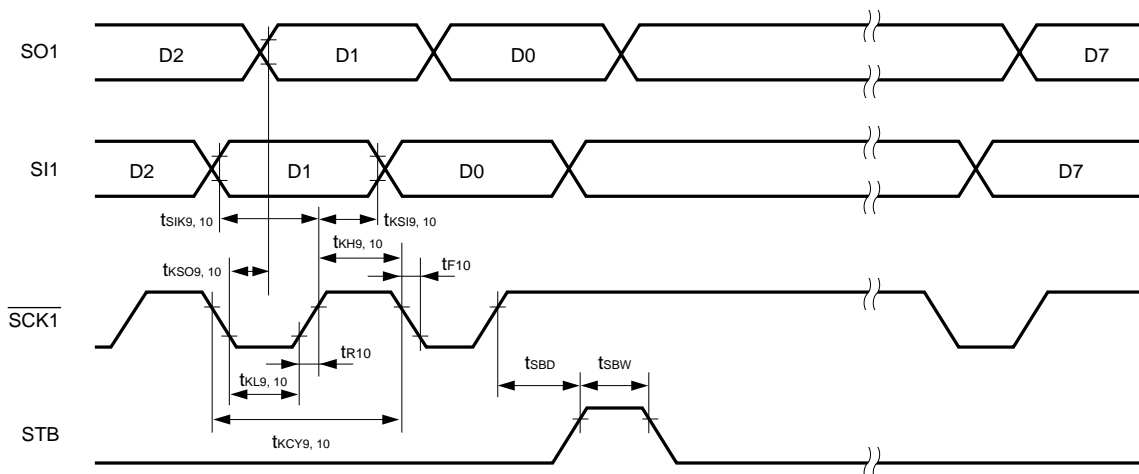 SO1
D2
D1
D0
D7
SI1
D2
D1
D0
D7
tSIK9, 10
tKSI9, 10
tKH9, 10
tF10
tKSO9, 10
SCK1
tR10
tKL9, 10
tSBD
tSBW
tKCY9, 10
STB